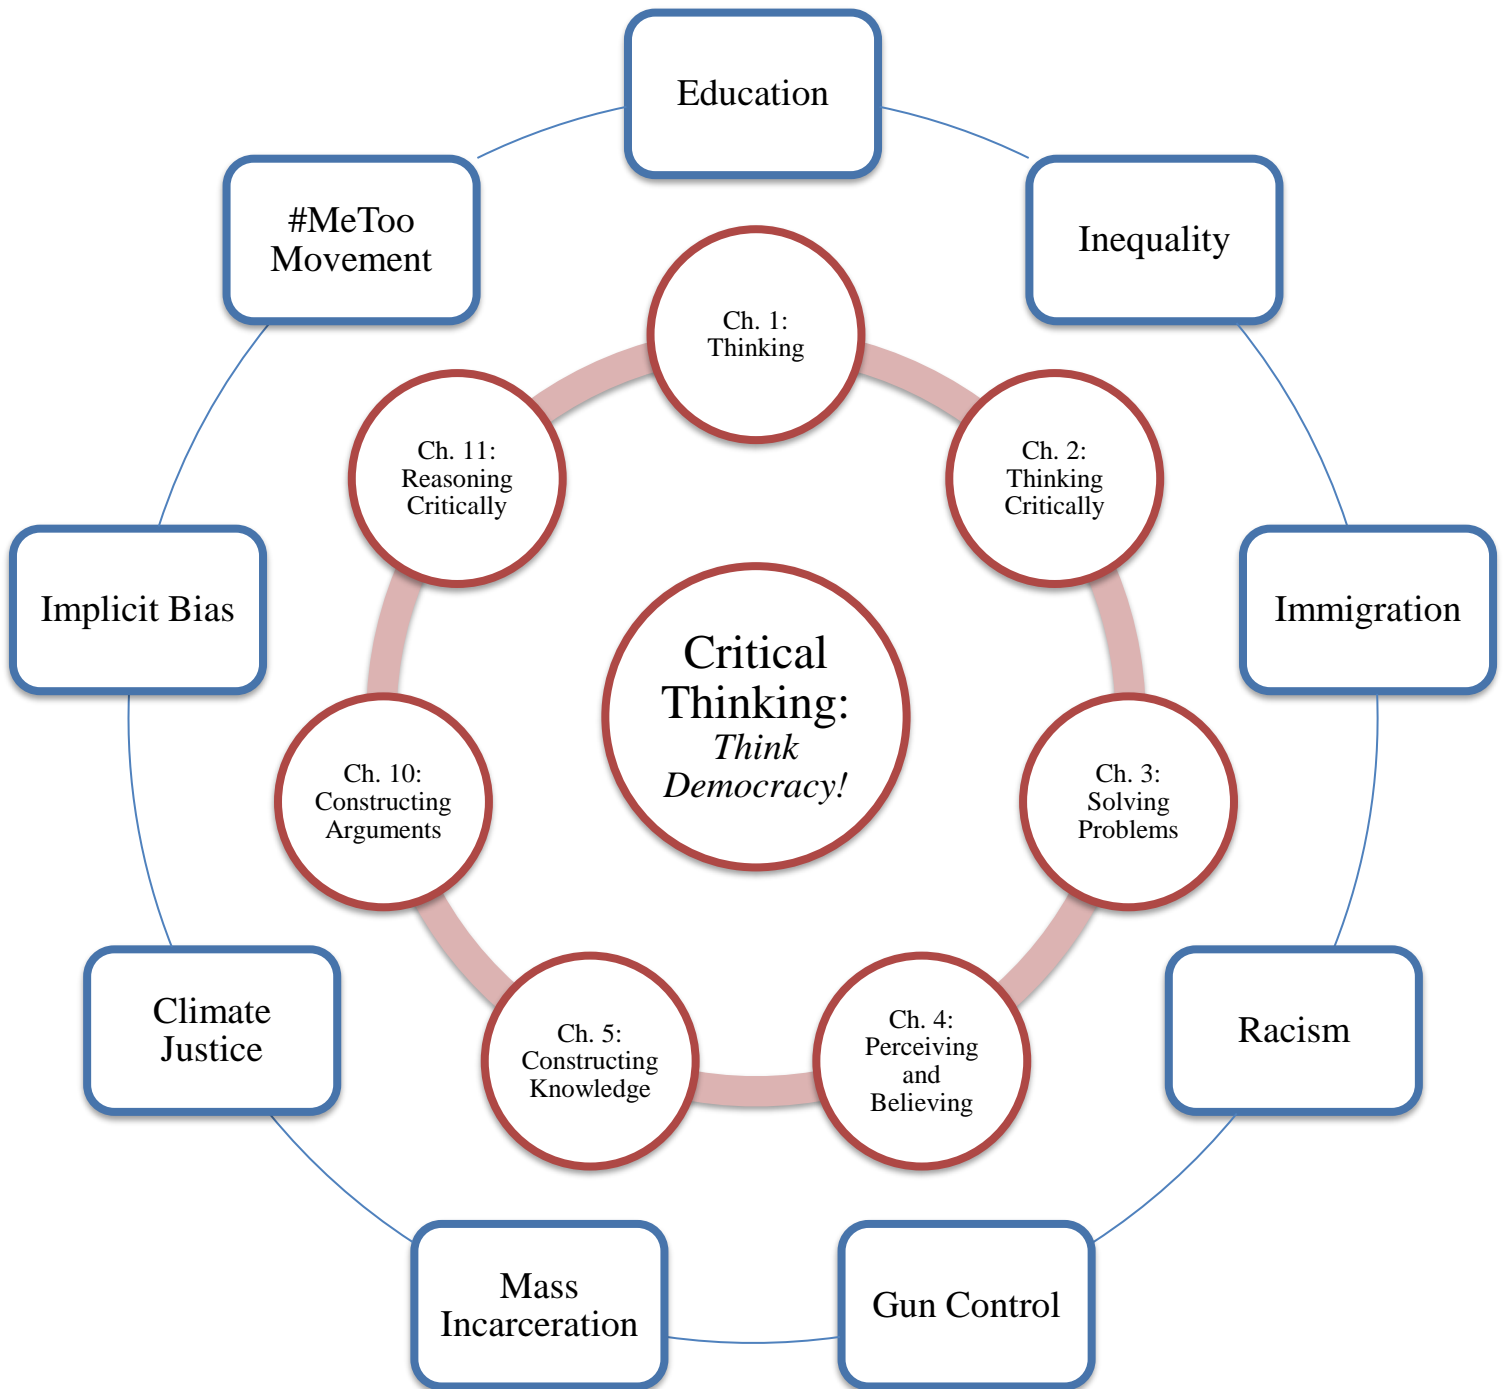 Education
Inequality
Immigration
Racism
Gun Control
Mass
Incarceration
Climate
Justice
Implicit Bias
#MeToo
Movement
Ch. 1:
Thinking
Ch. 2:
Thinking
Critically
Ch. 3:
Solving
Problems
Ch. 4:
Perceiving
and
Believing
Ch. 5:
Constructing
Knowledge
Ch. 10:
Constructing
Arguments
Ch. 11:
Reasoning
Critically
Critical
Thinking:
Think
Democracy!